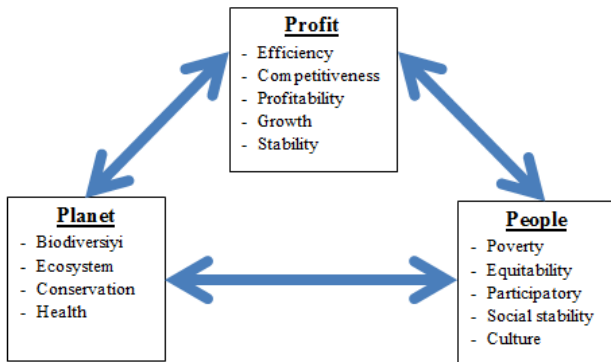 Profit
- Efficiency
- Competitiveness
- Profitability
- Growth
- Stability
Planet
- Biodiversiyi
- Ecosystem
- Conservation
- Health
People
- Poverty
- Equitability
- Participatory
- Social stability
- Culture